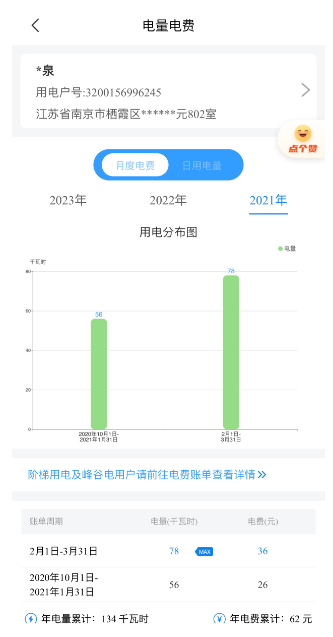 电量电费
*泉
用电户号:3200156996245
江苏省南京市栖霞区******元802室
点个赞
月度电费 日用电量
2023年 2022年 2021年
用电分布图
电量
千瓦时
80
60
40
20
0
56
78
2020年10月1日-
2021年1月31日
2月1日-
3月31日
阶梯用电及峰谷电用户请前往电费账单查看详情
账单周期 电量(千瓦时) 电费(元)
2月1日-3月31日 78 MAX 36
2020年10月1日-
2021年1月31日 56 26
年电量累计: 134 千瓦时 ¥ 年电费累计: 62 元